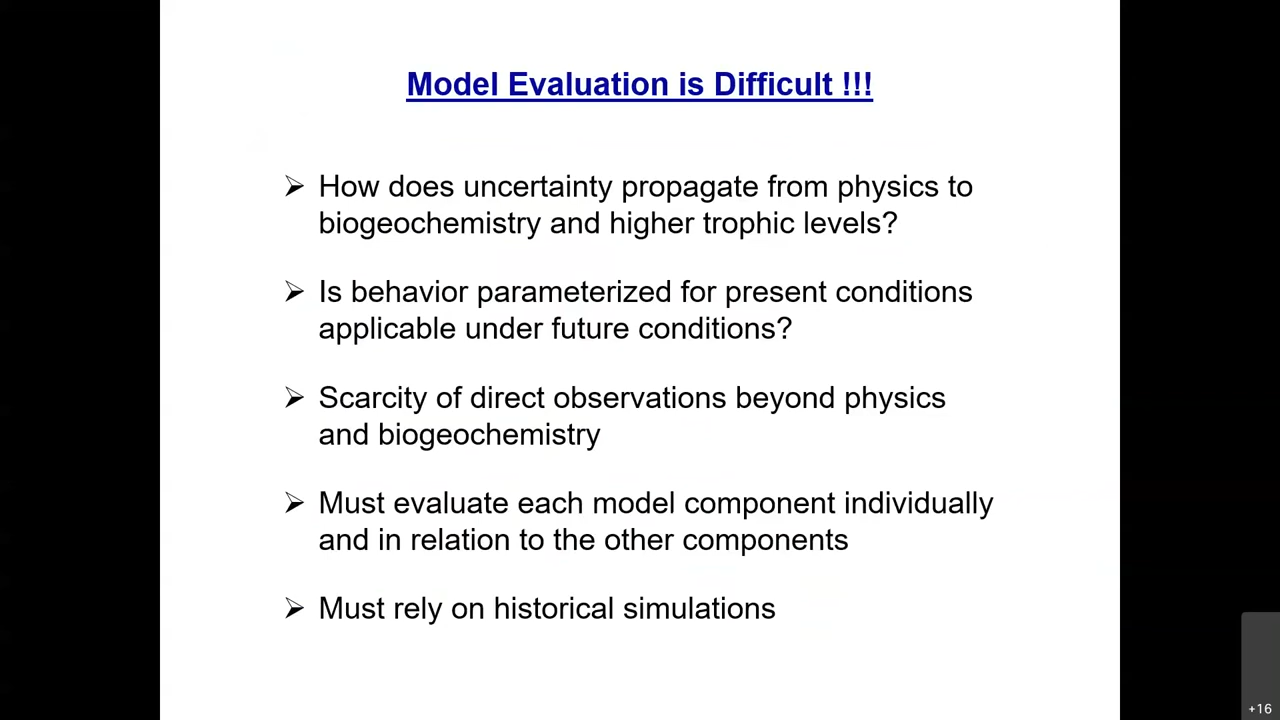 Model Evaluation is Difficult !!!
➢ How does uncertainty propagate from physics to
biogeochemistry and higher trophic levels?
➢ Is behavior parameterized for present conditions
applicable under future conditions?
➢ Scarcity of direct observations beyond physics
and biogeochemistry
➢ Must evaluate each model component individually
and in relation to the other components
➢ Must rely on historical simulations
+16